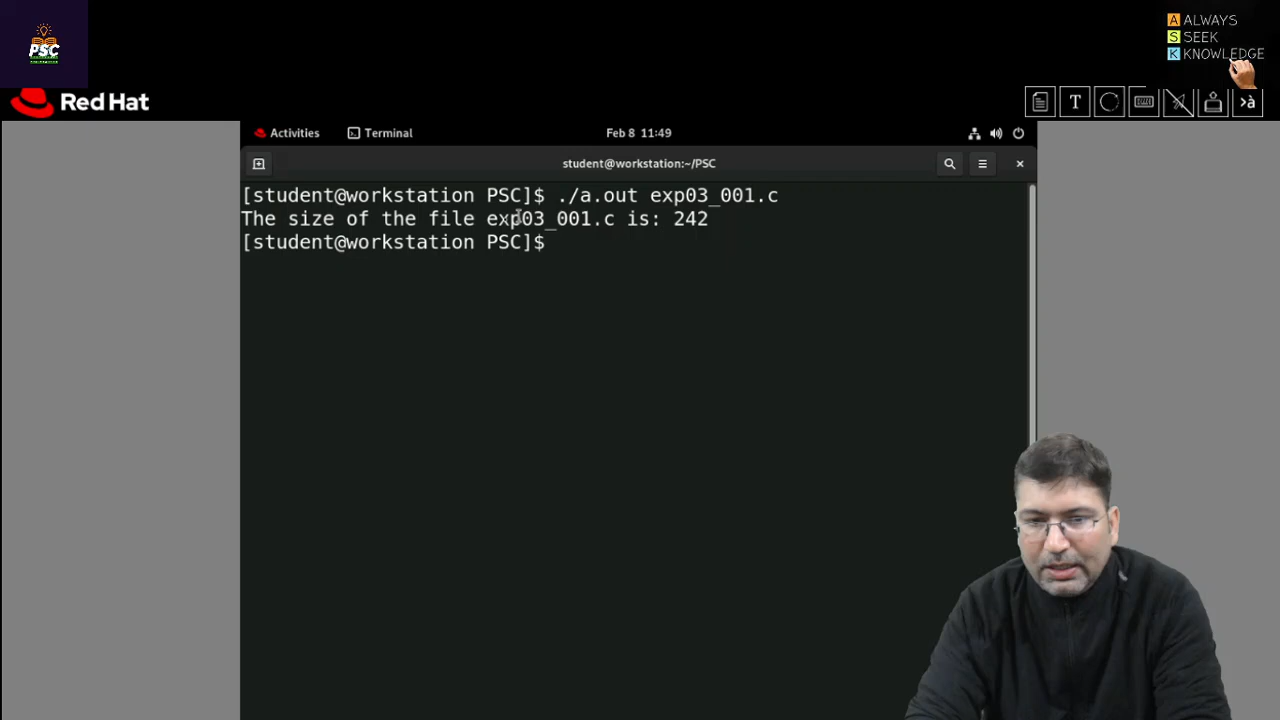 PSC
A ALWAYS
S SEEK
K KNOWLEDGE
Red Hat
T
>à
Activities
Terminal
Feb 8 11:49
student@workstation:~/PSC
[student@workstation PSC]$ ./a.out exp03_001.c
The size of the file exp03_001.c is: 242
[student@workstation PSC]$